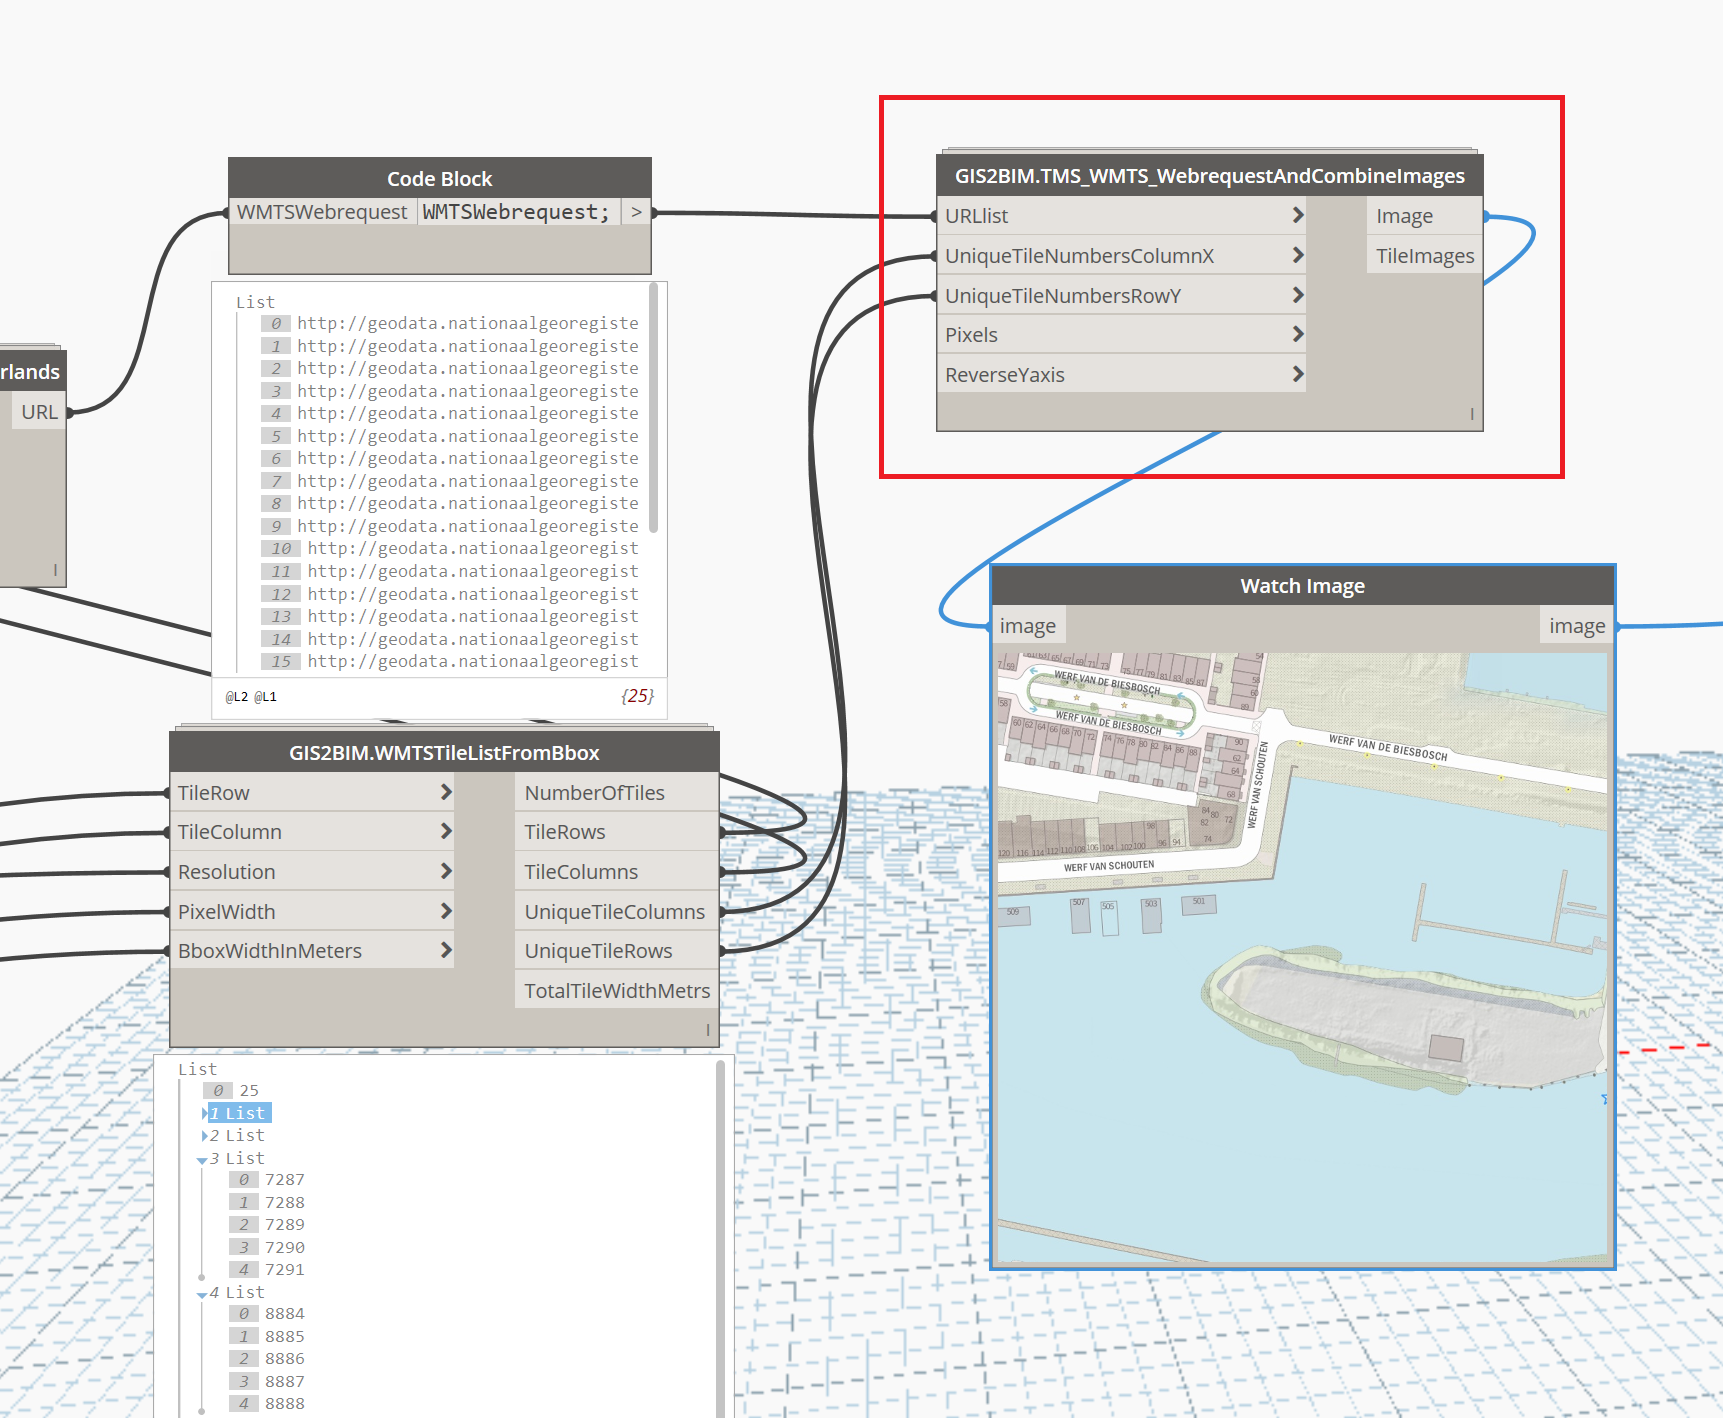 Code Block
WMTSWebrequest WMTSWebrequest; >
List
0 http://geodata.nationaalgeoregiste
1 http://geodata.nationaalgeoregiste
2 http://geodata.nationaalgeoregiste
3 http://geodata.nationaalgeoregiste
4 http://geodata.nationaalgeoregiste
5 http://geodata.nationaalgeoregiste
6 http://geodata.nationaalgeoregiste
7 http://geodata.nationaalgeoregiste
8 http://geodata.nationaalgeoregiste
9 http://geodata.nationaalgeoregiste
10 http://geodata.nationaalgeoregist
11 http://geodata.nationaalgeoregist
12 http://geodata.nationaalgeoregist
13 http://geodata.nationaalgeoregist
14 http://geodata.nationaalgeoregist
15 http://geodata.nationaalgeoregist
@L2 @L1 {25}
rlands
URL
GIS2BIM.TMS_WMTS_WebrequestAndCombineImages
URLlist Image
UniqueTileNumbersColumnX TileImages
UniqueTileNumbersRowY
Pixels
ReverseYaxis
GIS2BIM.WMTSTileListFromBbox
TileRow NumberOfTiles
TileColumn TileRows
Resolution TileColumns
PixelWidth UniqueTileColumns
BboxWidthInMeters UniqueTileRows
TotalTileWidthMetrs
List
0 25
1 List
2 List
3 List
0 7287
1 7288
2 7289
3 7290
4 7291
4 List
0 8884
1 8885
2 8886
3 8887
4 8888
Watch Image
image image
WERF VAN DE BIESBOSCH
WERF VAN DE BIESBOSCH
WERF VAN DE BIESBOSCH
WERF VAN SCHOUTEN
WERF VAN SCHOUTEN
509
507
505
503
501